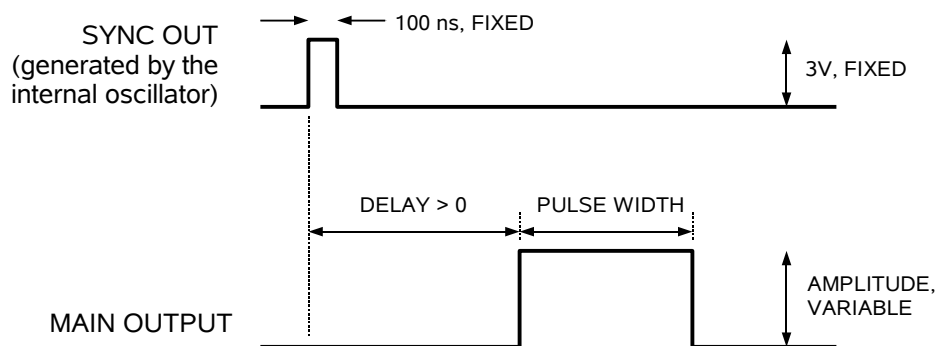 100 ns, FIXED
SYNC OUT
(generated by the
internal oscillator)
3V, FIXED
DELAY > 0
PULSE WIDTH
AMPLITUDE,
VARIABLE
MAIN OUTPUT